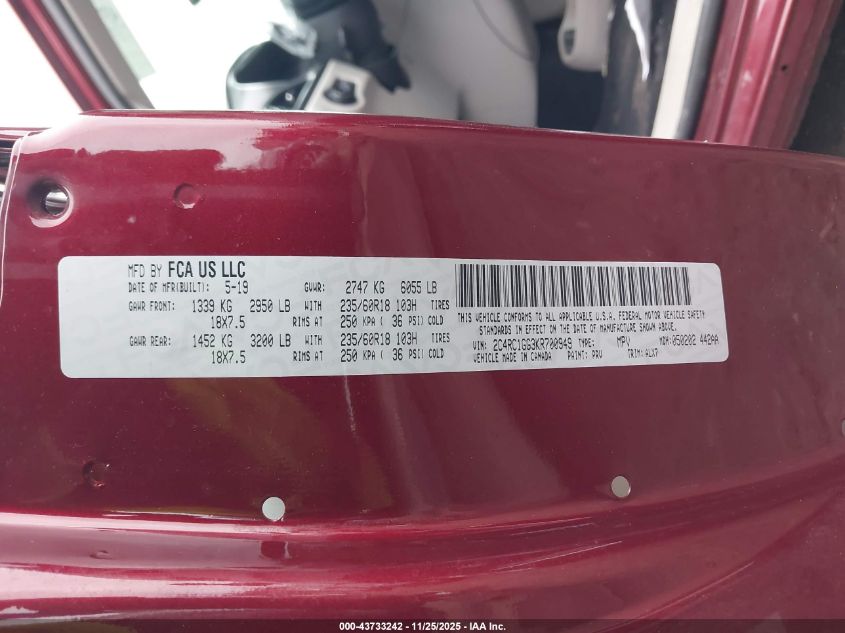 MFD BY FCA US LLC
DATE OF MFR(BUILT): 5-19 GVWR: 2747 KG 6055 LB
GAWR FRONT: 1339 KG 2950 LB WITH 235/60R18 103H TIRES
18X7.5 RIMS AT 250 KPA ( 36 PSI) COLD
GAWR REAR: 1452 KG 3200 LB WITH 235/60R18 103H TIRES
18X7.5 RIMS AT 250 KPA ( 36 PSI) COLD
THIS VEHICLE CONFORMS TO ALL APPLICABLE U.S.A. FEDERAL MOTOR VEHICLE SAFETY
STANDARDS IN EFFECT ON THE DATE OF MANUFACTURE SHOWN ABOVE.
VIN: 2C4RC1GG3KR700949 TYPE: MPV MDH: 050202 442AA
VEHICLE MADE IN CANADA PAINT: PRV TRIM: ALX7
000-43733242 - 11/25/2025 - IAA Inc.